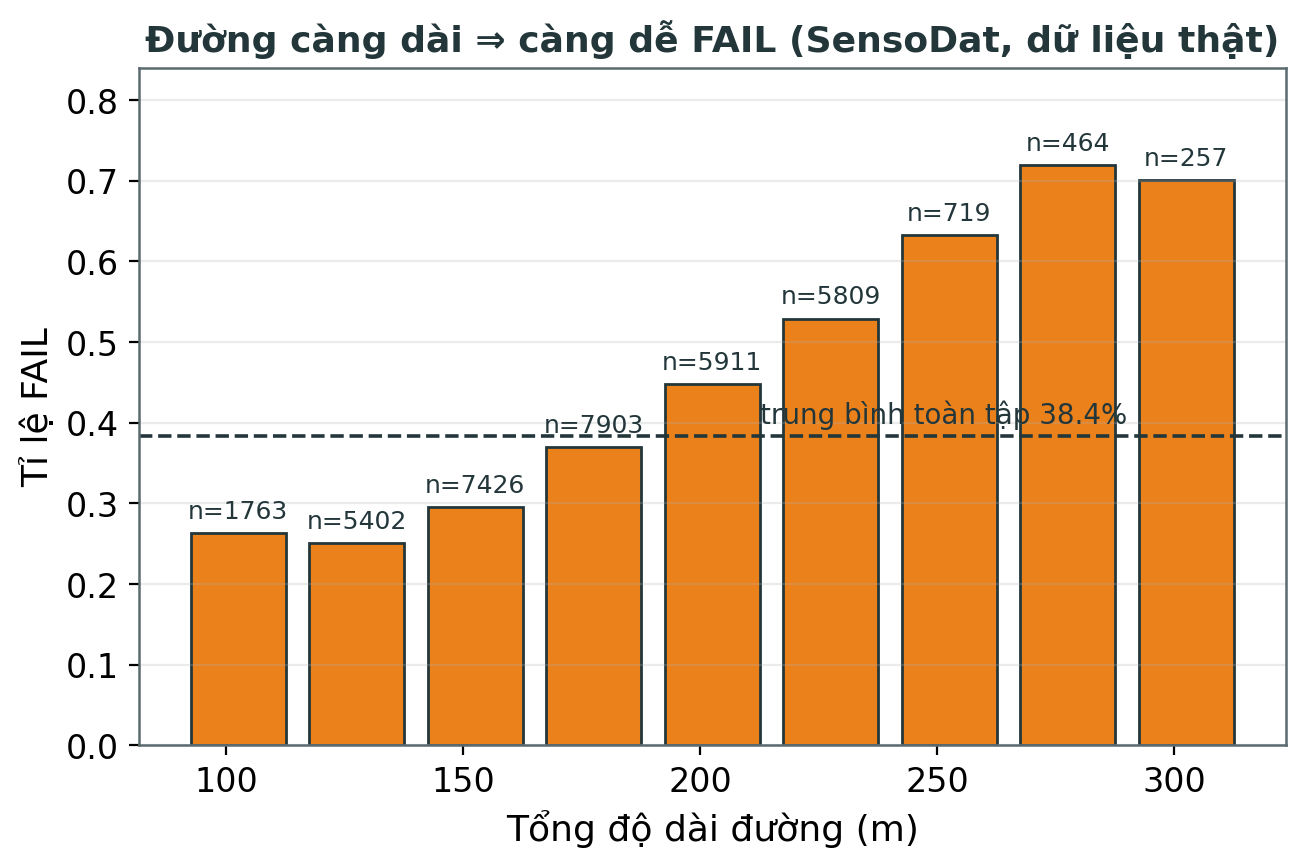 Đường càng dài ⇒ càng dễ FAIL (SensoDat, dữ liệu thật)
Tỉ lệ FAIL
0.8
0.7
0.6
0.5
0.4
0.3
0.2
0.1
0.0
n=1763
n=5402
n=7426
n=7903
n=5911
n=5809
n=719
n=464
n=257
trung bình toàn tập 38.4%
100
150
200
250
300
Tổng độ dài đường (m)